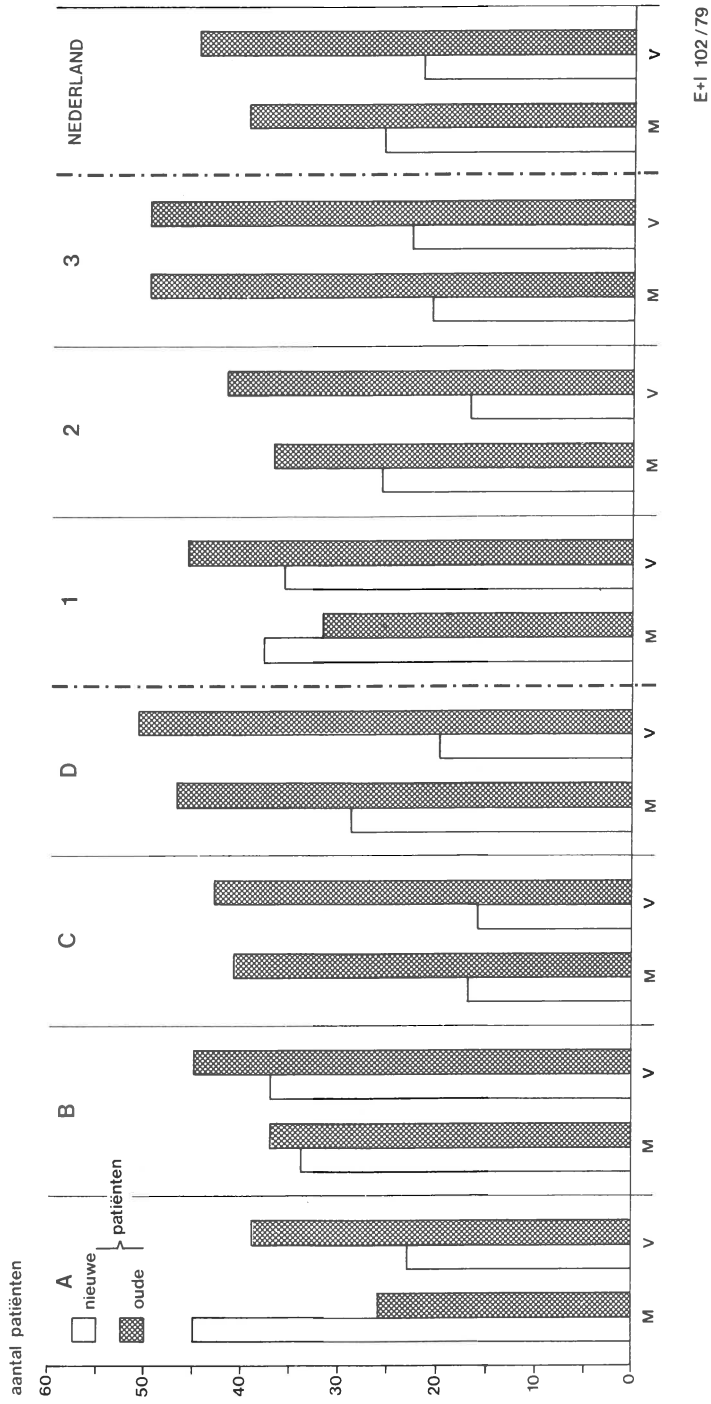 aantal patiënten
A
B
C
D
1
2
3
NEDERLAND
nieuwe
oude
patiënten
60
50
40
30
20
10
0
M V M V M V M V M V M V M V M V
E+I 102/79